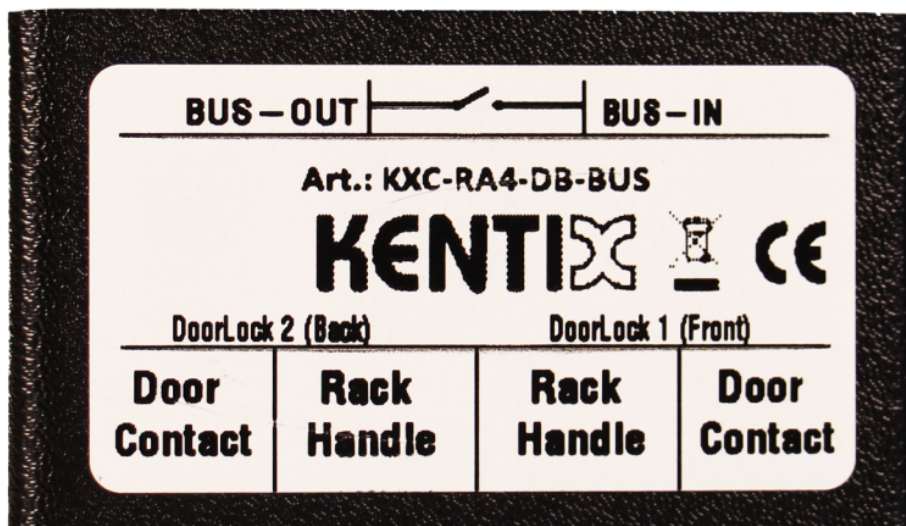 BUS-OUT BUS-IN
Art.: KXC-RA4-DB-BUS
KENTIX CE
DoorLock 2 (Back) DoorLock 1 (Front)
Door Rack Rack Door
Contact Handle Handle Contact